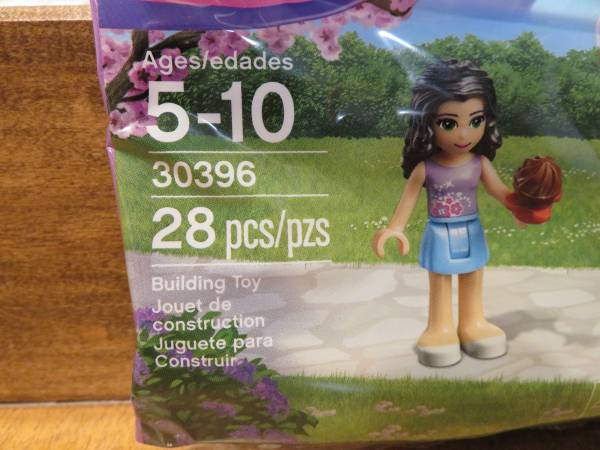 Ages/edades
5-10
30396
28 pcs/pzs
Building Toy
Jouet de
construction
Juguete para
Construir